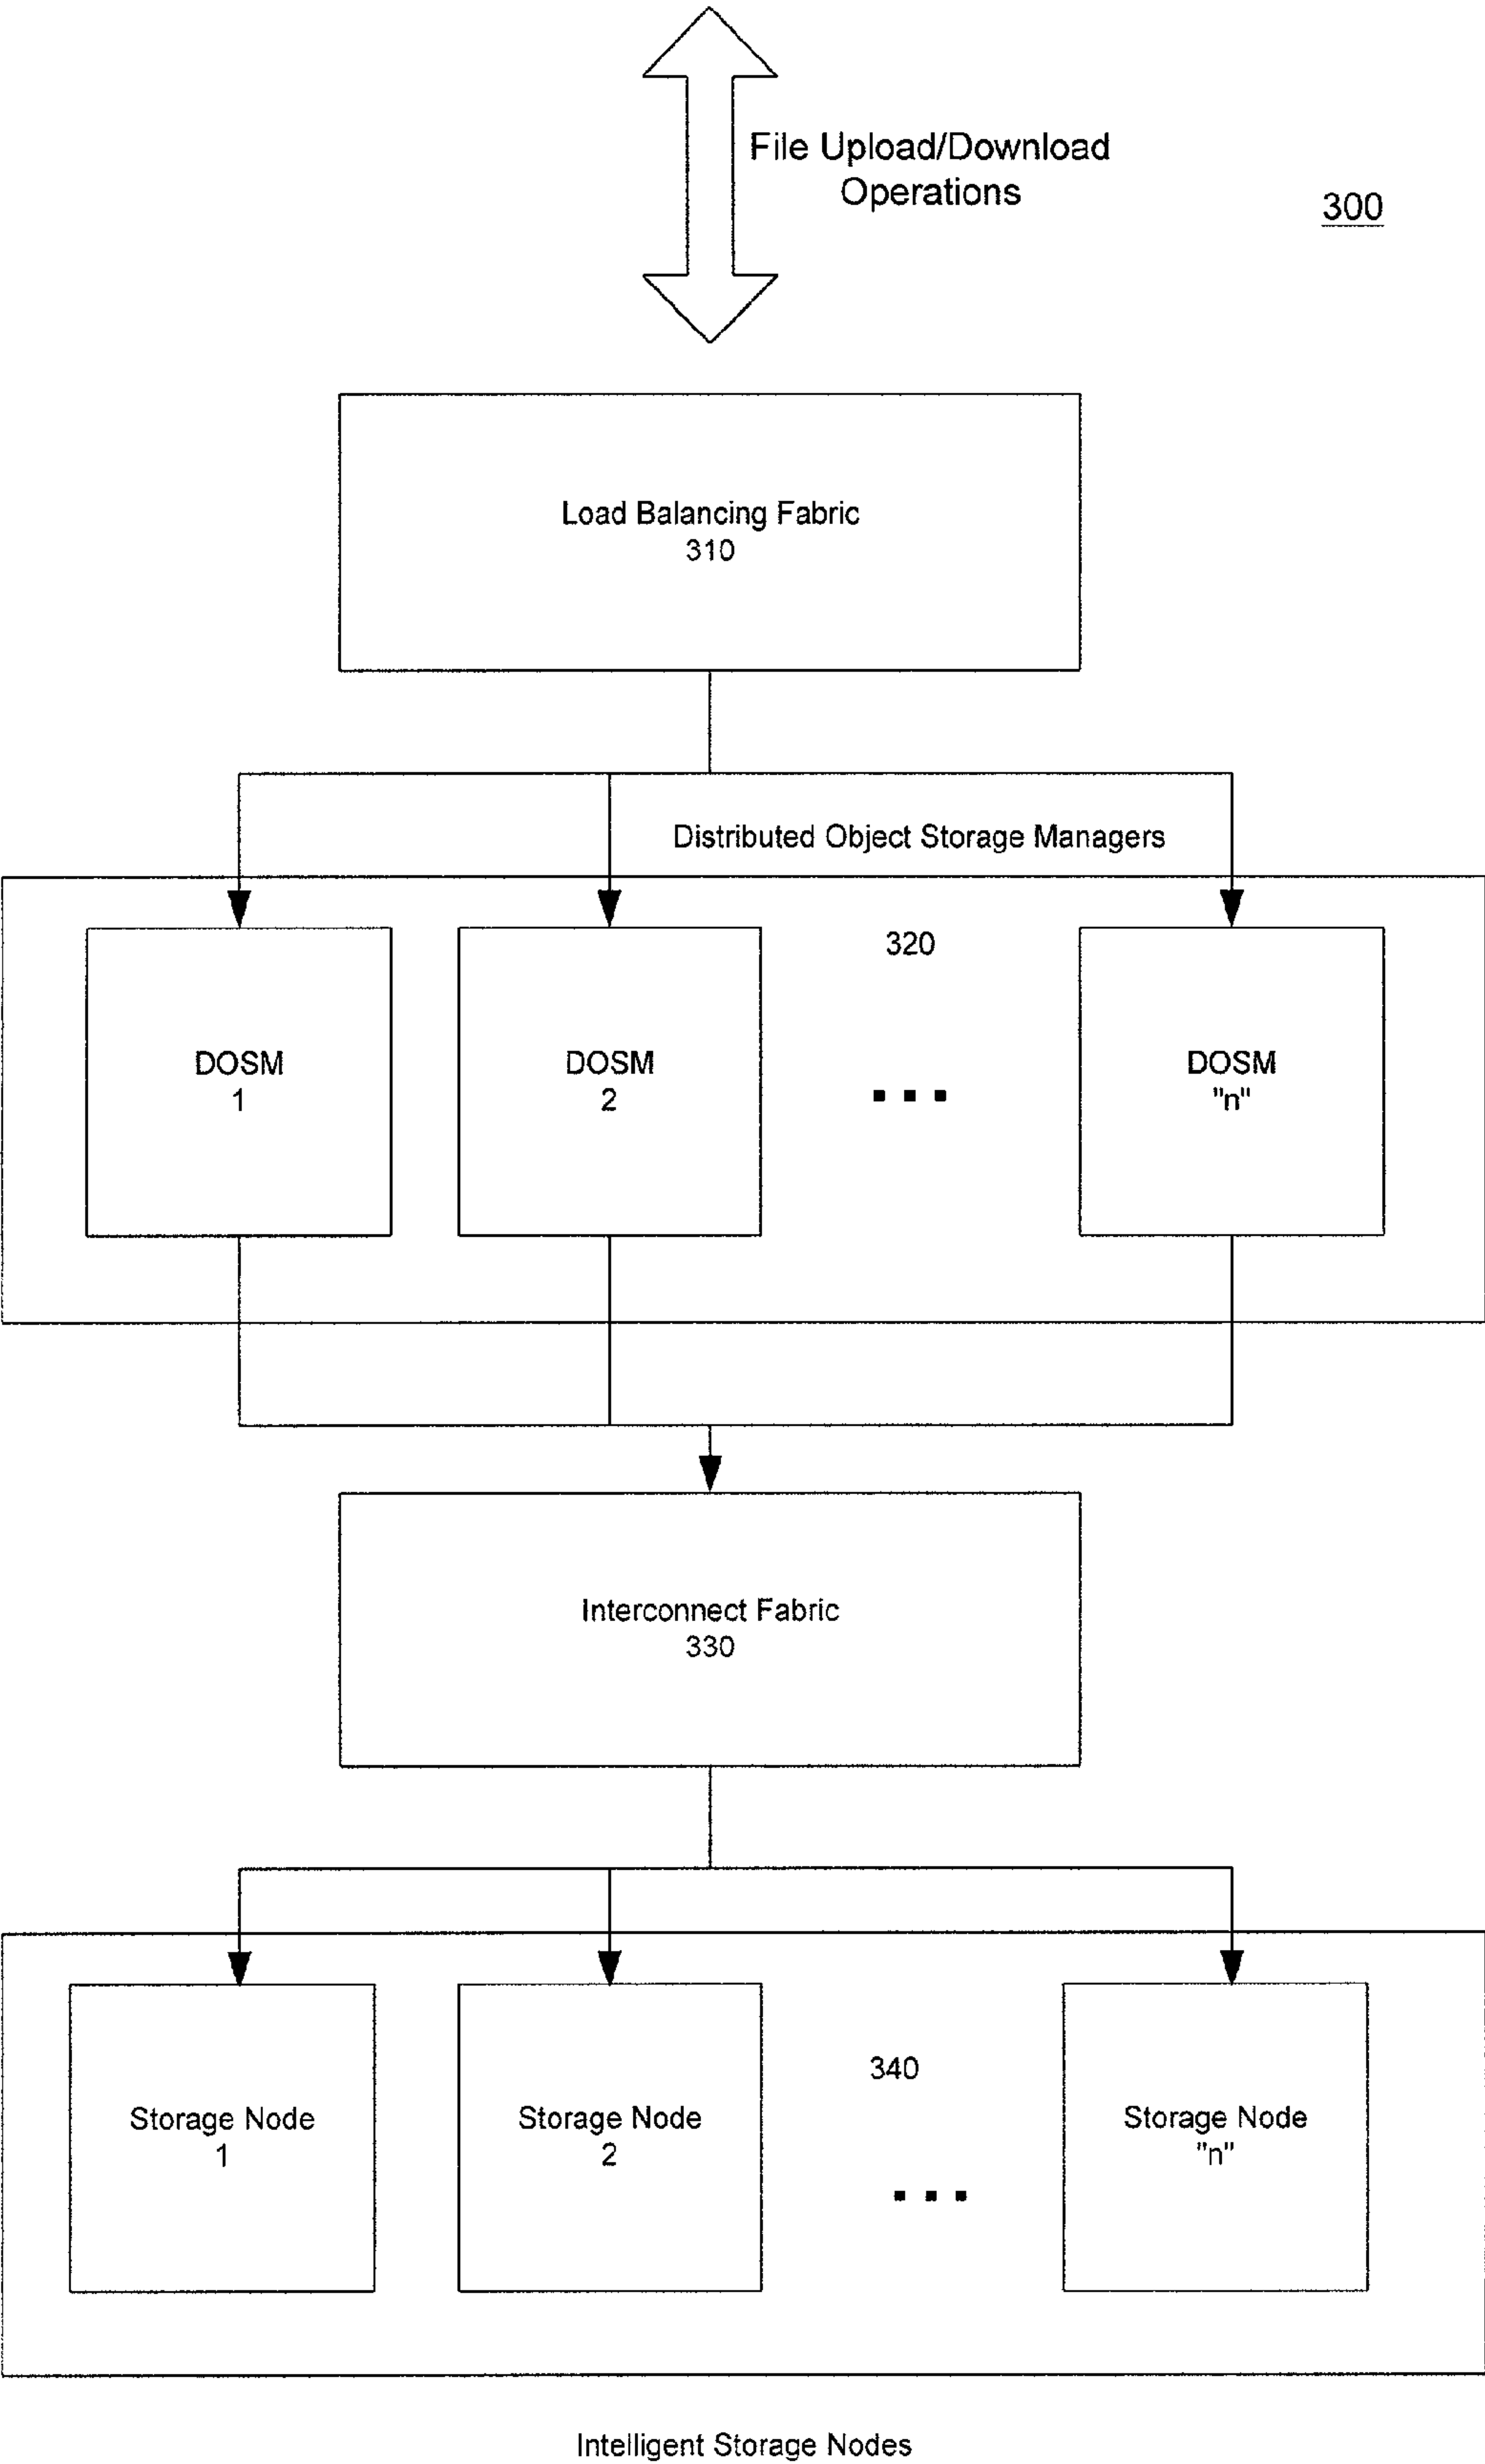 File Upload/Download
Operations
300
Load Balancing Fabric
310
Distributed Object Storage Managers
320
DOSM
1
DOSM
2
DOSM
"n"
Interconnect Fabric
330
340
Storage Node
1
Storage Node
2
Storage Node
"n"
Intelligent Storage Nodes